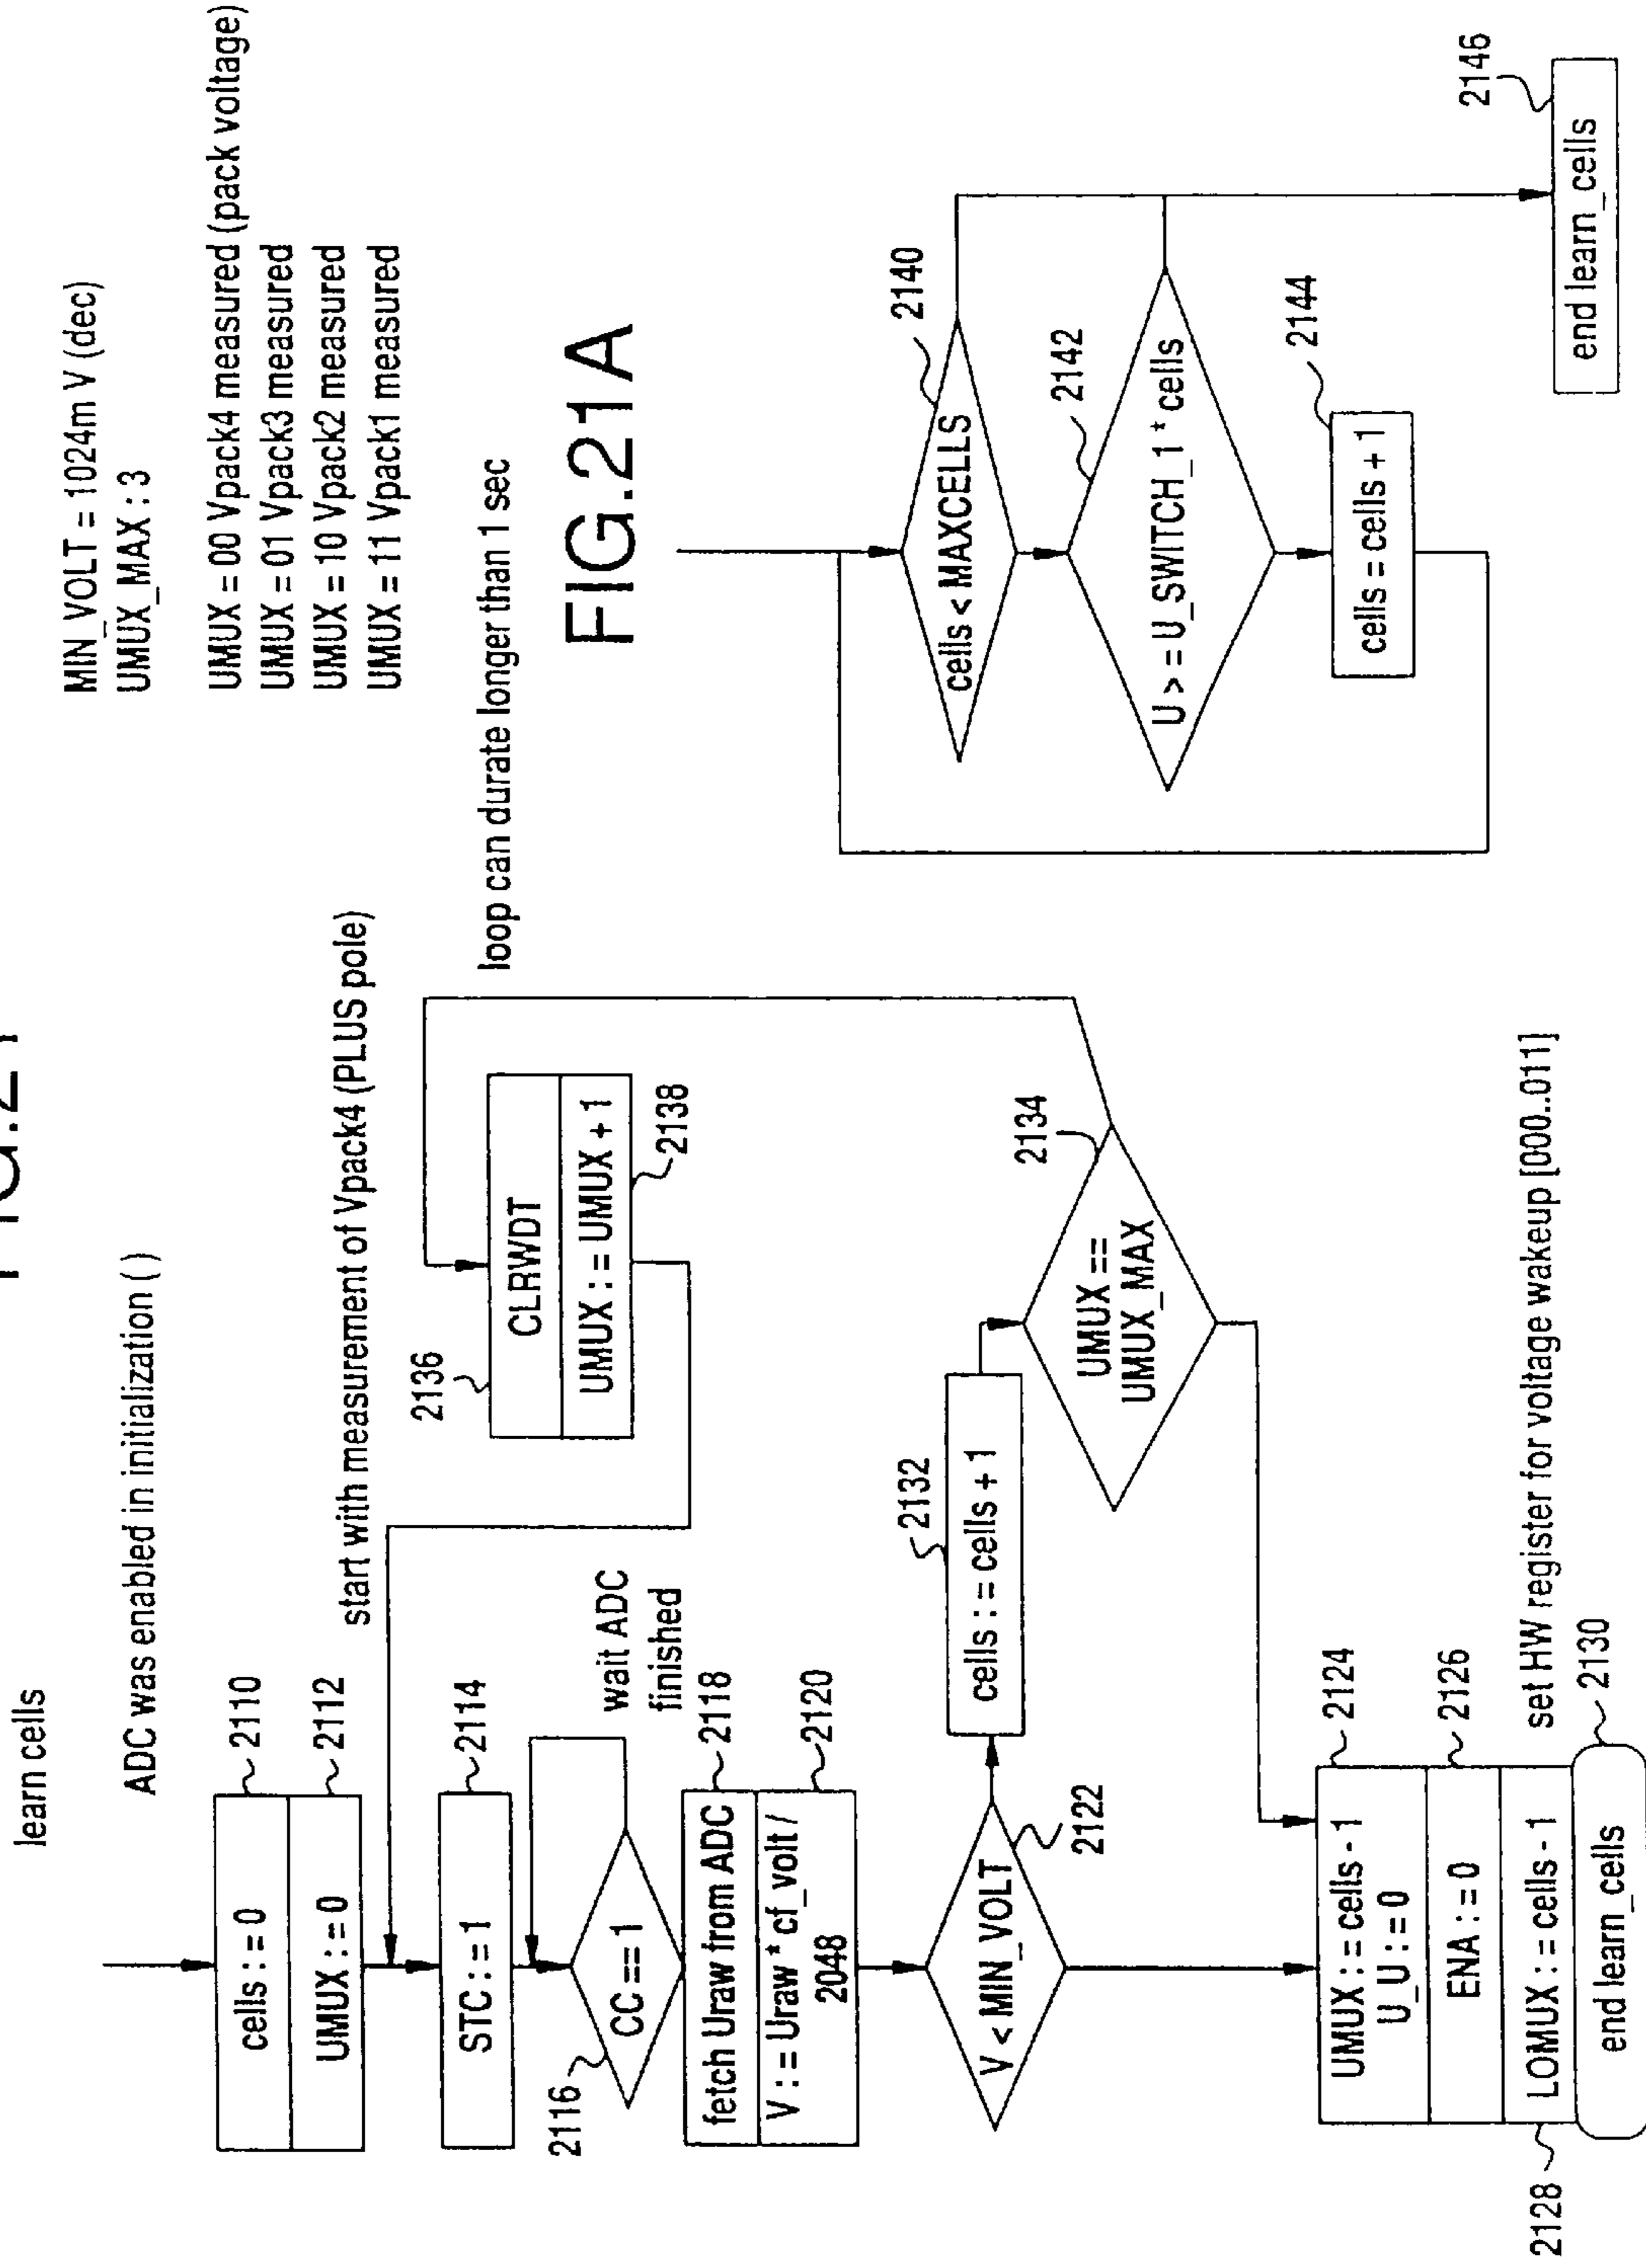 FIG.21
learn cells
ADC was enabled in initialization ( )
MIN_VOLT = 1024m V (dec)
UMUX_MAX : 3
UMUX = 00 Vpack4 measured (pack voltage)
UMUX = 01 Vpack3 measured
UMUX = 10 Vpack2 measured
UMUX = 11 Vpack1 measured
start with measurement of Vpack4 (PLUS pole)
loop can durate longer than 1 sec
cells : = 0
2110
UMUX : = 0
2112
STC : = 1
2114
CC == 1
2116
wait ADC
finished
fetch Uraw from ADC
2118
V : = Uraw * cf_volt /
2048
2120
V < MIN_VOLT
2122
cells : = cells + 1
2132
UMUX ==
UMUX_MAX
2134
2136
CLRWDT
UMUX : = UMUX + 1
2138
UMUX : = cells - 1
U_U : = 0
2124
ENA : = 0
2126
LOMUX : = cells - 1
2128
set HW register for voltage wakeup [000..011]
end learn_cells
2130
FIG.21A
cells < MAXCELLS
2140
U > = U_SWITCH_1 * cells
2142
cells = cells + 1
2144
end learn_cells
2146